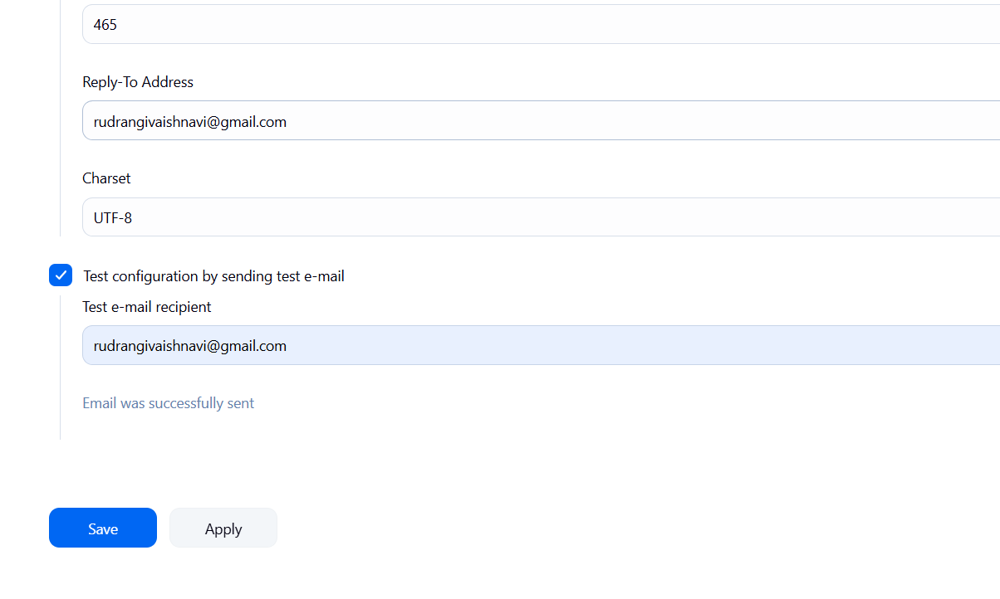 465
Reply-To Address
rudrangivaishnavi@gmail.com
Charset
UTF-8
Test configuration by sending test e-mail
Test e-mail recipient
rudrangivaishnavi@gmail.com
Email was successfully sent
Save
Apply